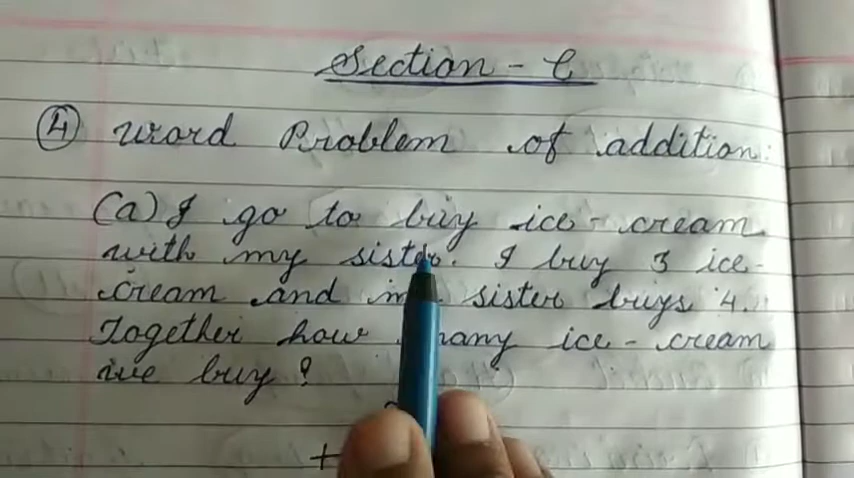 Section - C
④ Word Problem of addition:
(a) I go to buy ice-cream
with my sister. I buy 3 ice-
cream and sister buys 4.
Together how many ice-cream
we buy?
+